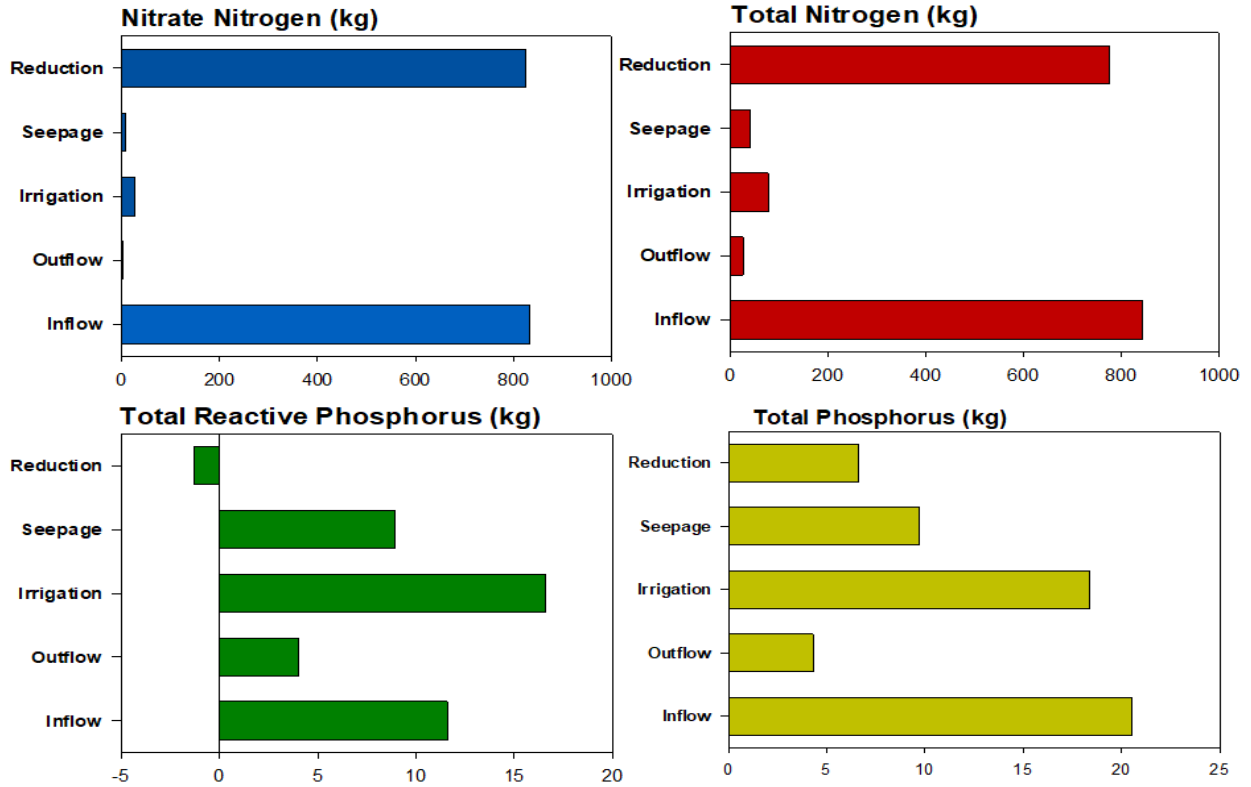 Nitrate Nitrogen (kg)
Reduction
Seepage
Irrigation
Outflow
Inflow
0 200 400 600 800 1000
Total Nitrogen (kg)
Reduction
Seepage
Irrigation
Outflow
Inflow
0 200 400 600 800 1000
Total Reactive Phosphorus (kg)
Reduction
Seepage
Irrigation
Outflow
Inflow
-5 0 5 10 15 20
Total Phosphorus (kg)
Reduction
Seepage
Irrigation
Outflow
Inflow
0 5 10 15 20 25